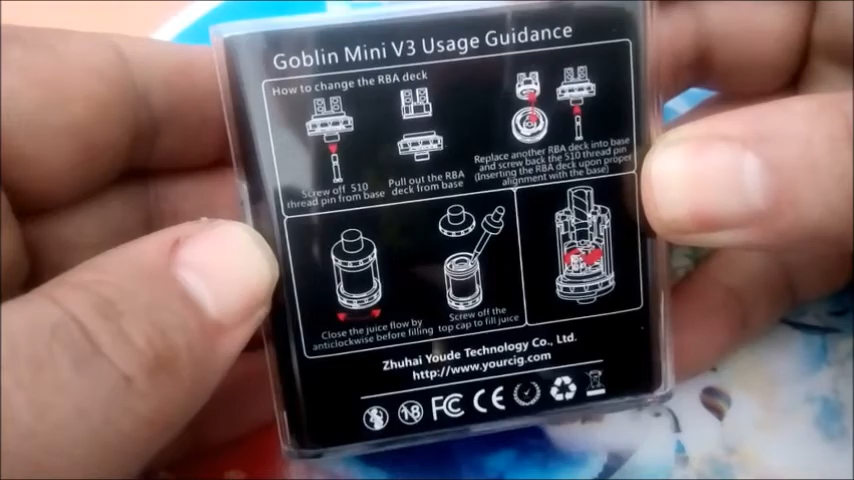 Goblin Mini V3 Usage Guidance
How to change the RBA deck
Screw off S10
thread pin from base
Pull out the RBA
deck from base
Replace another RBA deck into base
and screw back the S10 thread pin
(Inserting the RBA deck upon proper
alignment with the base)
Close the juice flow by
anticlockwise before filling
Screw off the
top cap to fill juice
Zhuhai Youde Technology Co., Ltd.
http://www.yourcig.com
18 FC CE